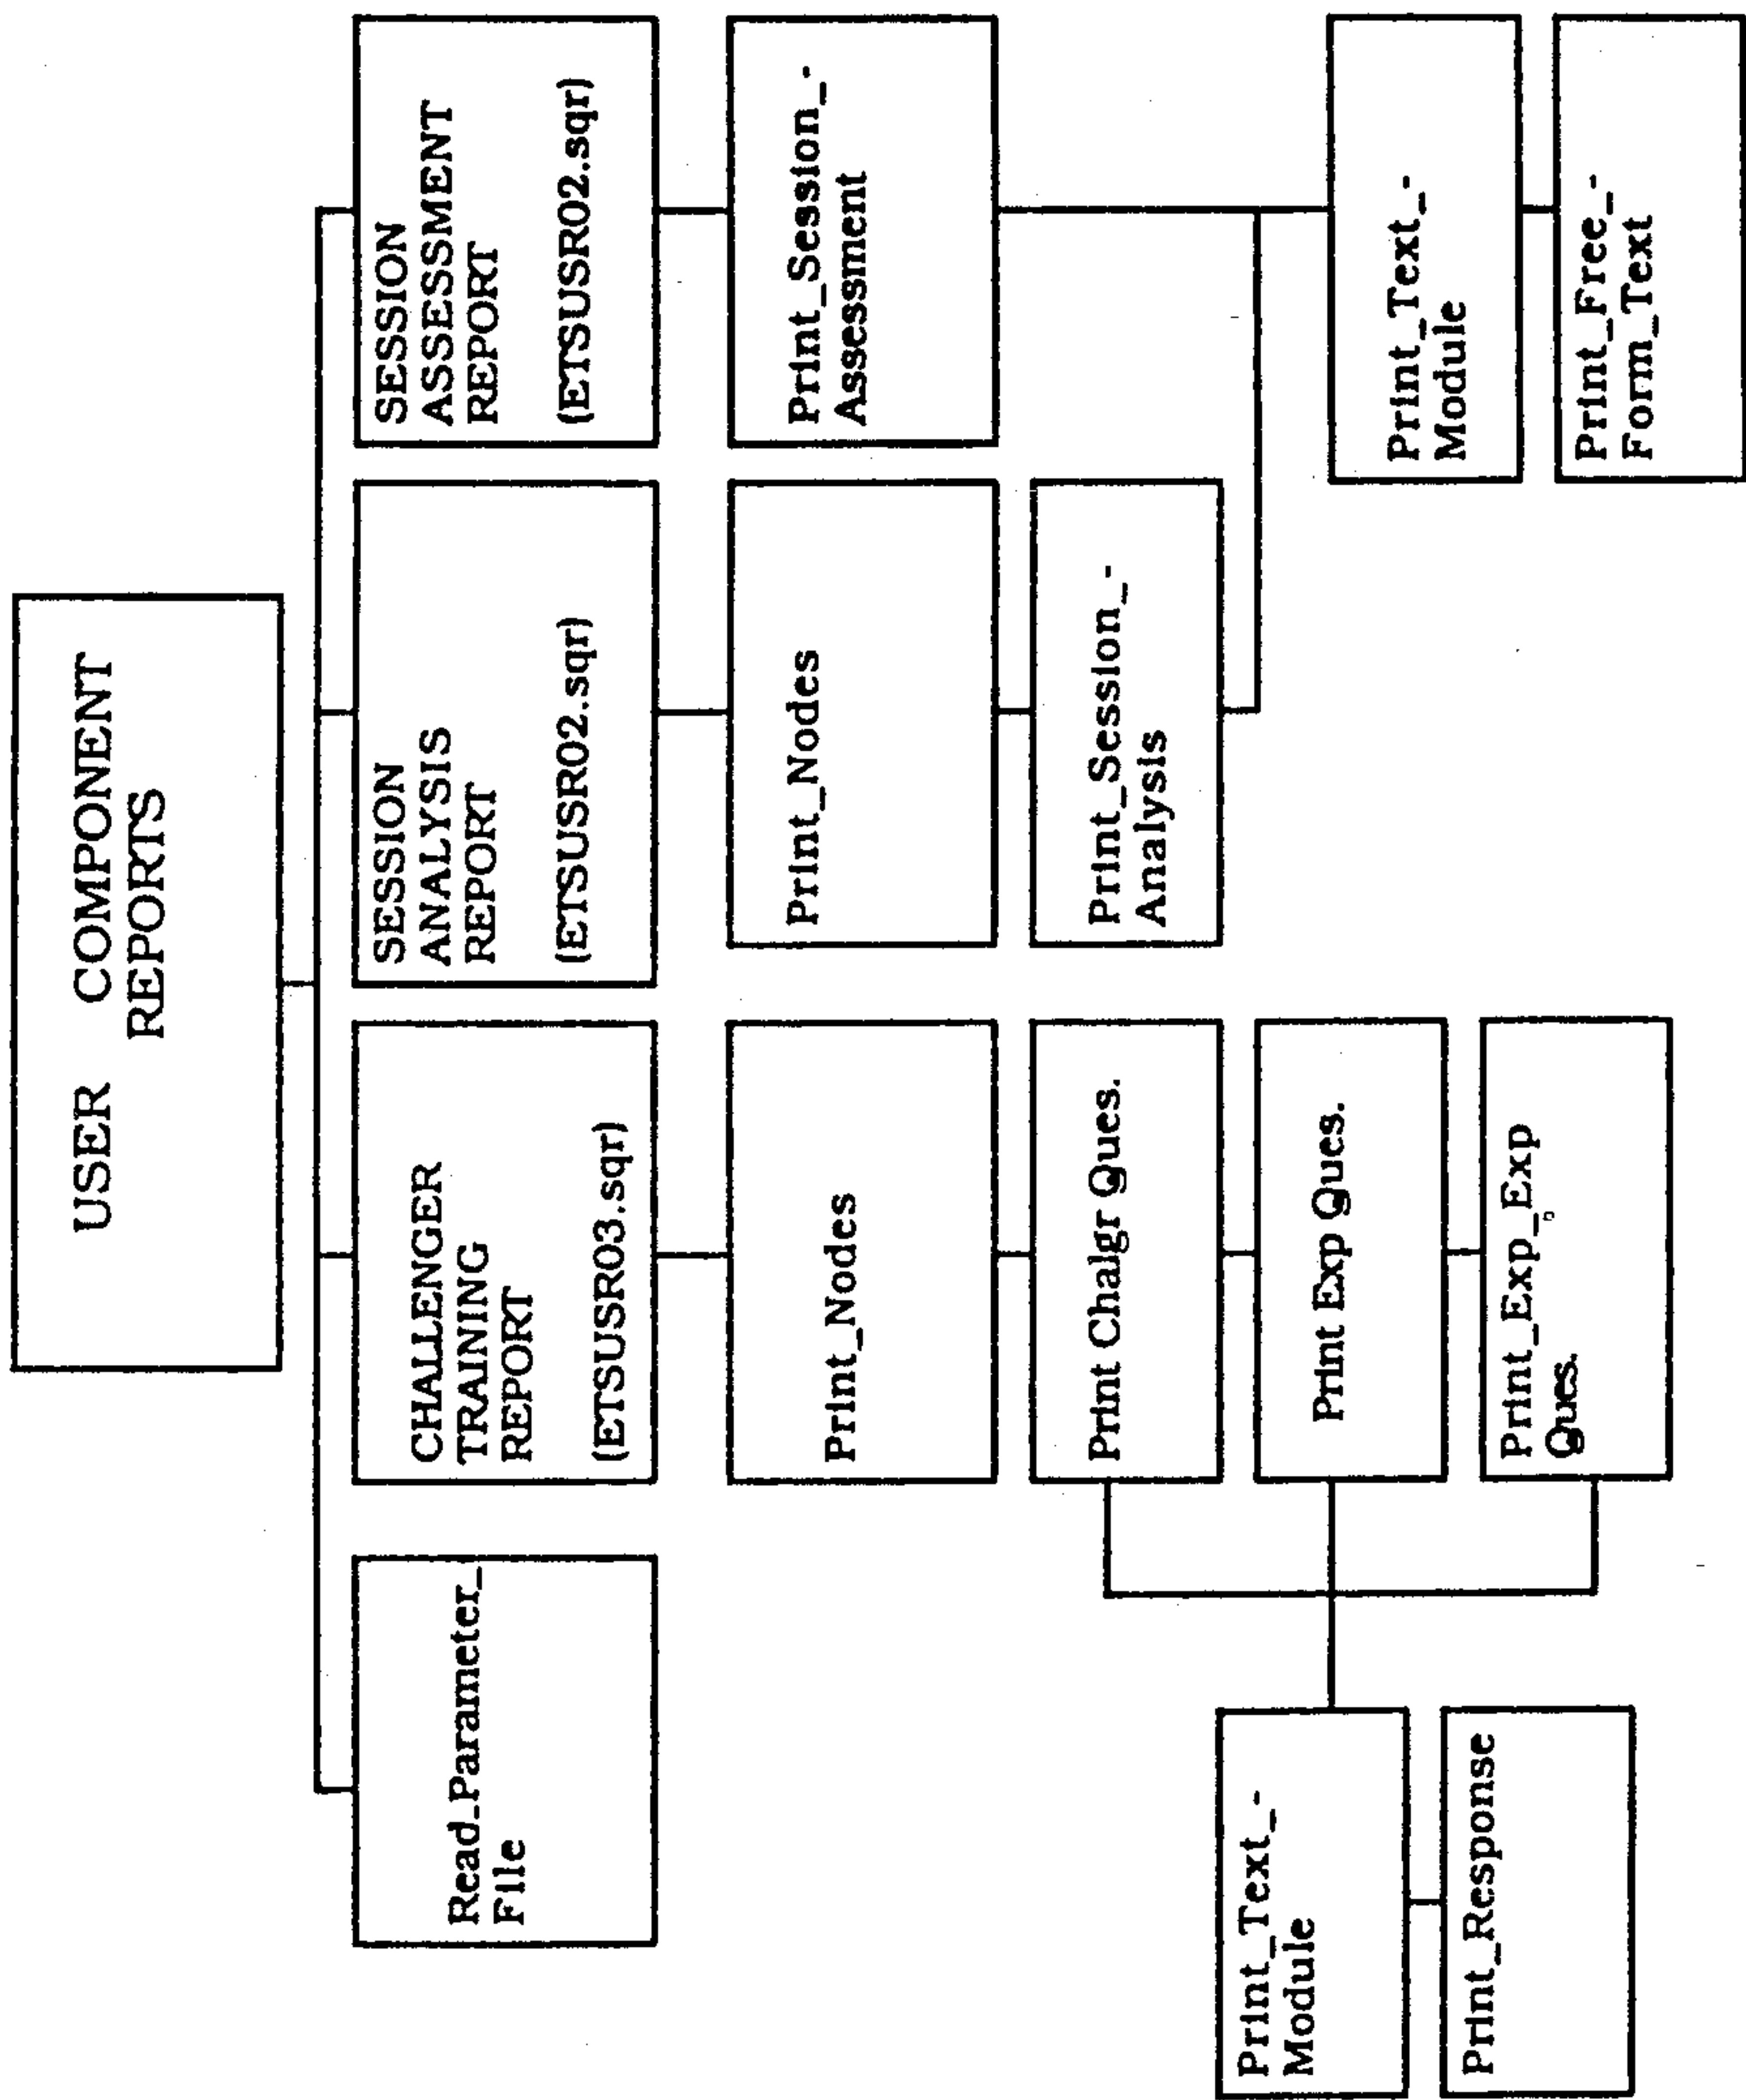 USER COMPONENT
REPORTS
Read_Parameter_
File
CHALLENGER
TRAINING
REPORT
(ETSUSR03.sqr)
SESSION
ANALYSIS
REPORT
(ETSUSR02.sqr)
SESSION
ASSESSMENT
REPORT
(ETSUSR02.sqr)
Print_Nodes
Print_Nodes
Print_Session_-
Assessment
Print Chalgr Ques.
Print_Session_-
Analysis
Print_Text_-
Module
Print Exp Ques.
Print_Text_-
Module
Print_Response
Print_Exp_Exp
Ques.
Print_Free_-
Form_Text